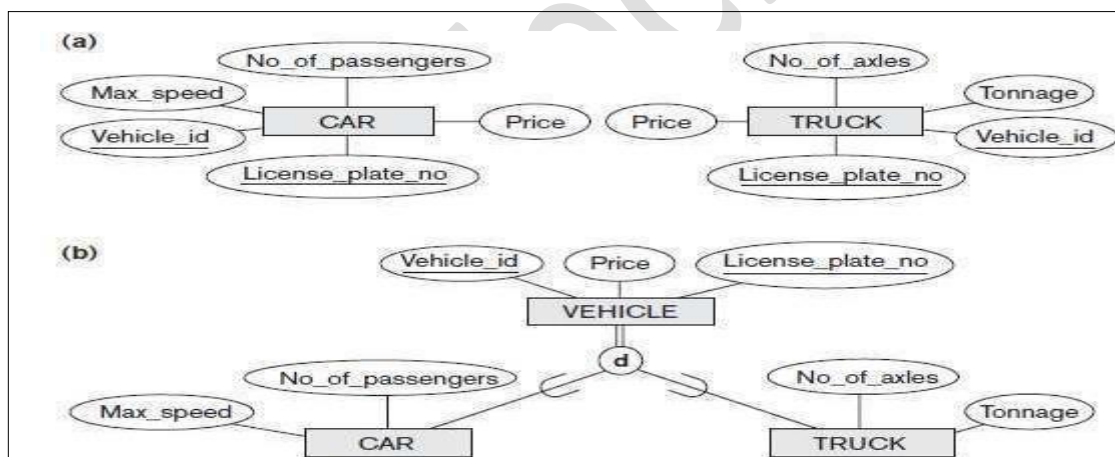 (a)
No_of_passengers
No_of_axles
Max_speed
Tonnage
CAR
Price
Price
TRUCK
Vehicle_id
Vehicle_id
License_plate_no
License_plate_no
(b)
Vehicle_id
Price
License_plate_no
VEHICLE
d
No_of_passengers
No_of_axles
Max_speed
Tonnage
CAR
TRUCK